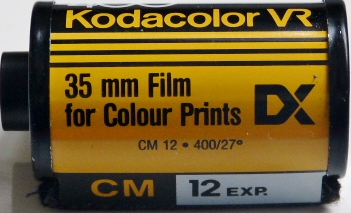 Kodacolor VR
35 mm Film
for Colour Prints
DX
CM 12 • 400/27°
CM 12 EXP.